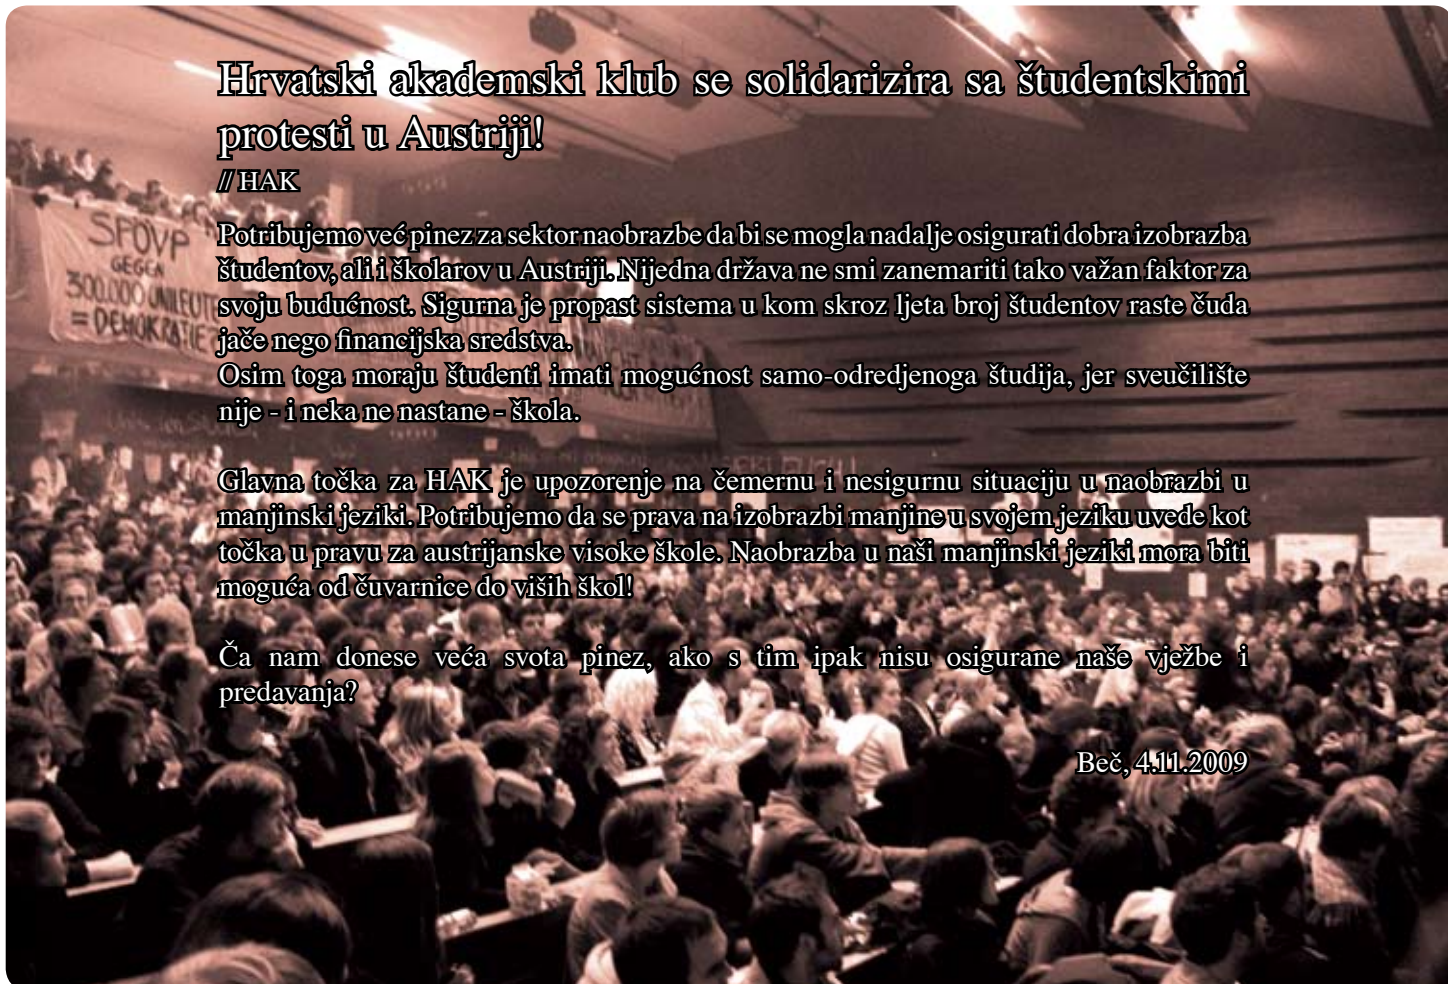 Hrvatski akademski klub se solidarizira sa študentskimi
protesti u Austriji!
// HAK
Potribujemo već pinez za sektor naobrazbe da bi se mogla nadalje osigurati dobra izobrazba
študentov, ali i školarov u Austriji. Nijedna država ne smi zanemariti tako važan faktor za
svoju budućnost. Sigurna je propast sistema u kom skroz ljeta broj študentov raste čuda
jače nego financijska sredstva.
Osim toga moraju študenti imati mogućnost samo-odredjenoga študija, jer sveučilište
nije - i neka ne nastane - škola.
Glavna točka za HAK je upozorenje na čemernu i nesigurnu situaciju u naobrazbi u
manjinski jeziki. Potribujemo da se prava na izobrazbi manjine u svojem jeziku uvede kot
točka u pravu za austrijanske visoke škole. Naobrazba u naši manjinski jeziki mora biti
moguća od čuvarnice do viših škol!
Ča nam donese veća svota pinez, ako s tim ipak nisu osigurane naše vježbe i
predavanja?
Beč, 4.11.2009
SPÖVP
GEGEN
300.000 UNILEUTE
= DEMOKRATIE